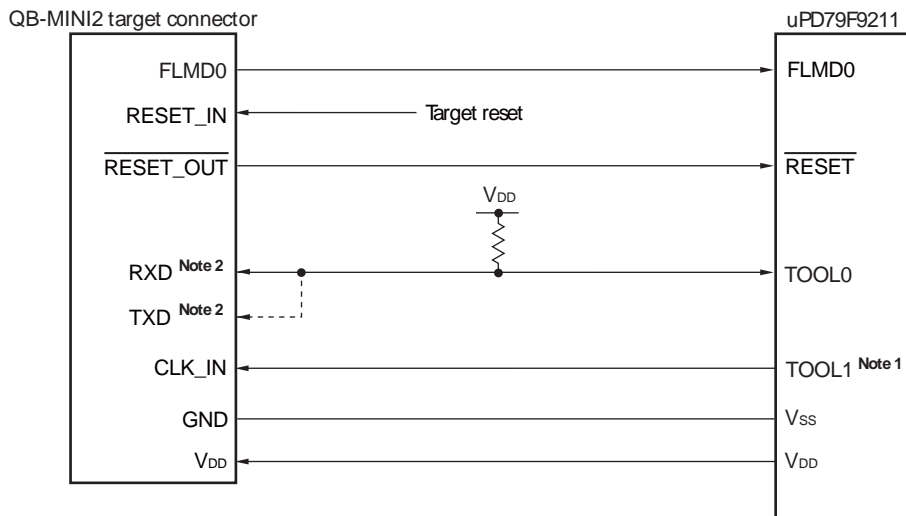 QB-MINI2 target connector
uPD79F9211
FLMD0
FLMD0
RESET_IN
Target reset
RESET_OUT
RESET
VDD
RXD Note 2
TOOL0
TXD Note 2
CLK_IN
TOOL1 Note 1
GND
VSS
VDD
VDD